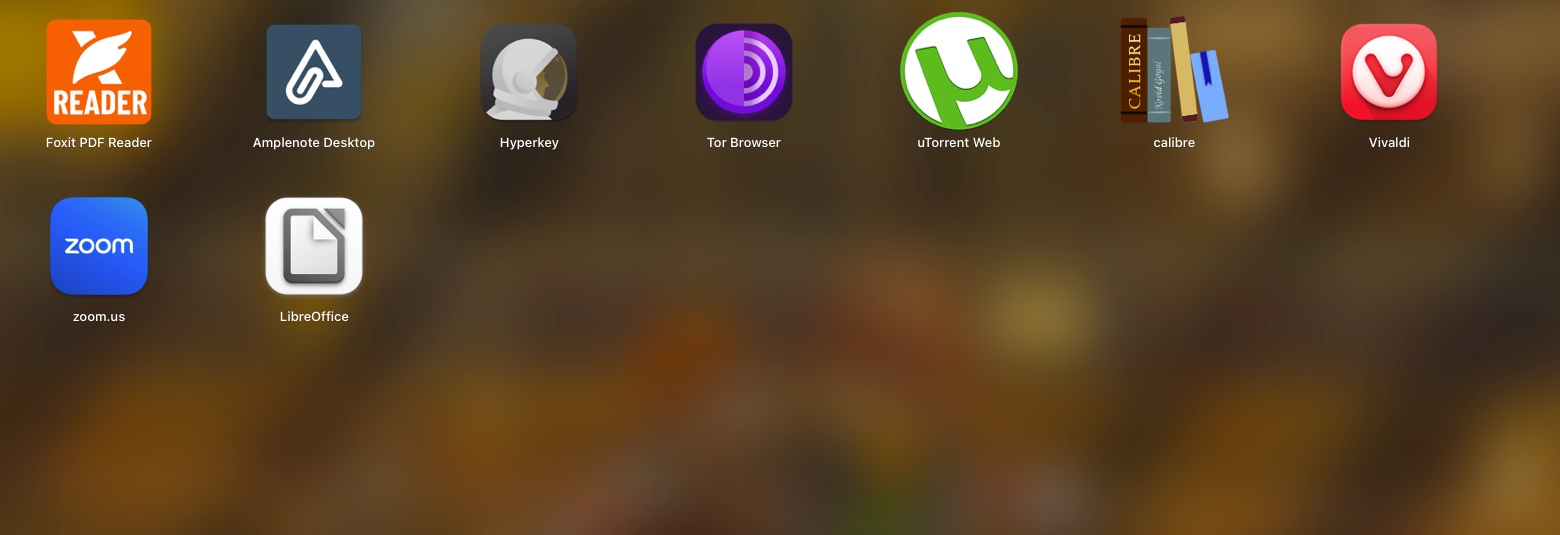 READER
CALIBRE
Kovid Goyal
Foxit PDF Reader
Amplenote Desktop
Hyperkey
Tor Browser
uTorrent Web
calibre
Vivaldi
zoom
zoom.us
LibreOffice